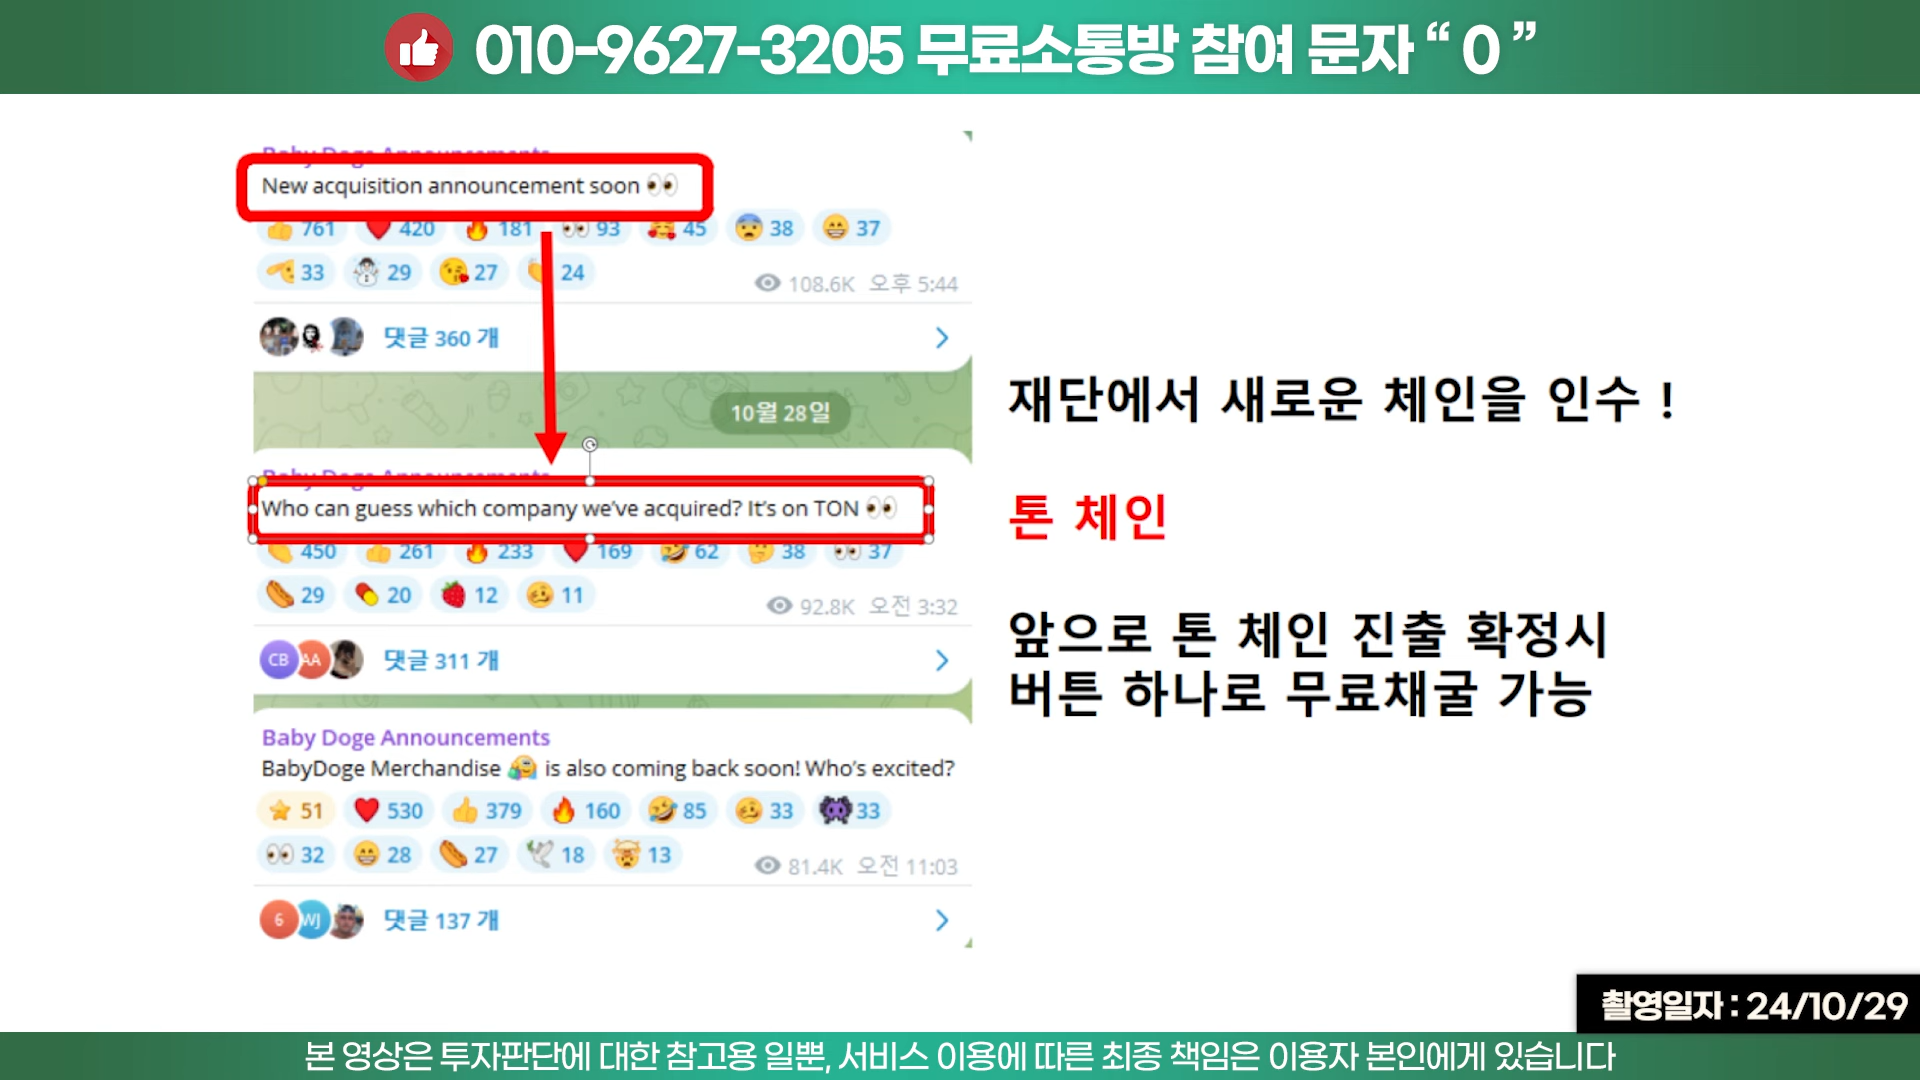 010-9627-3205 무료소통방 참여 문자 “ 0 ”
Baby Doge Announcements
New acquisition announcement soon 👀
761 420 181 93 45 38 37
33 29 27 24
108.6K 오후 5:44
댓글 360 개
10월 28일
Baby Doge Announcements
Who can guess which company we’ve acquired? It’s on TON 👀
450 261 233 169 62 38 37
29 20 12 11
92.8K 오전 3:32
CB AA
댓글 311 개
Baby Doge Announcements
BabyDoge Merchandise 🤗 is also coming back soon! Who’s excited?
51 530 379 160 85 33 33
32 28 27 18 13
81.4K 오전 11:03
6 WJ
댓글 137 개
재단에서 새로운 체인을 인수 !
톤 체인
앞으로 톤 체인 진출 확정시
버튼 하나로 무료채굴 가능
촬영일자 : 24/10/29
본 영상은 투자판단에 대한 참고용 일뿐, 서비스 이용에 따른 최종 책임은 이용자 본인에게 있습니다